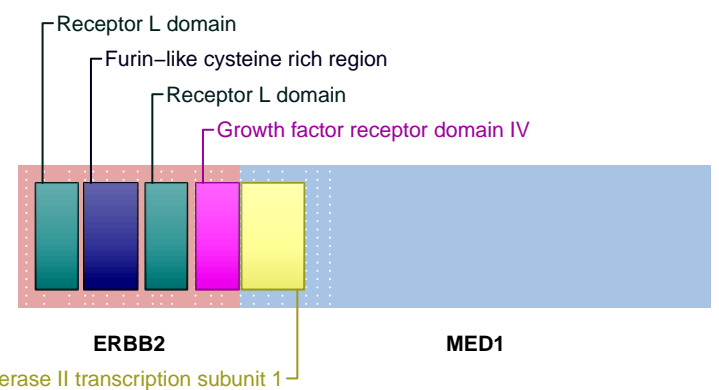 Receptor L domain
Furin−like cysteine rich region
Receptor L domain
Growth factor receptor domain IV
ERBB2
MED1
erase II transcription subunit 1